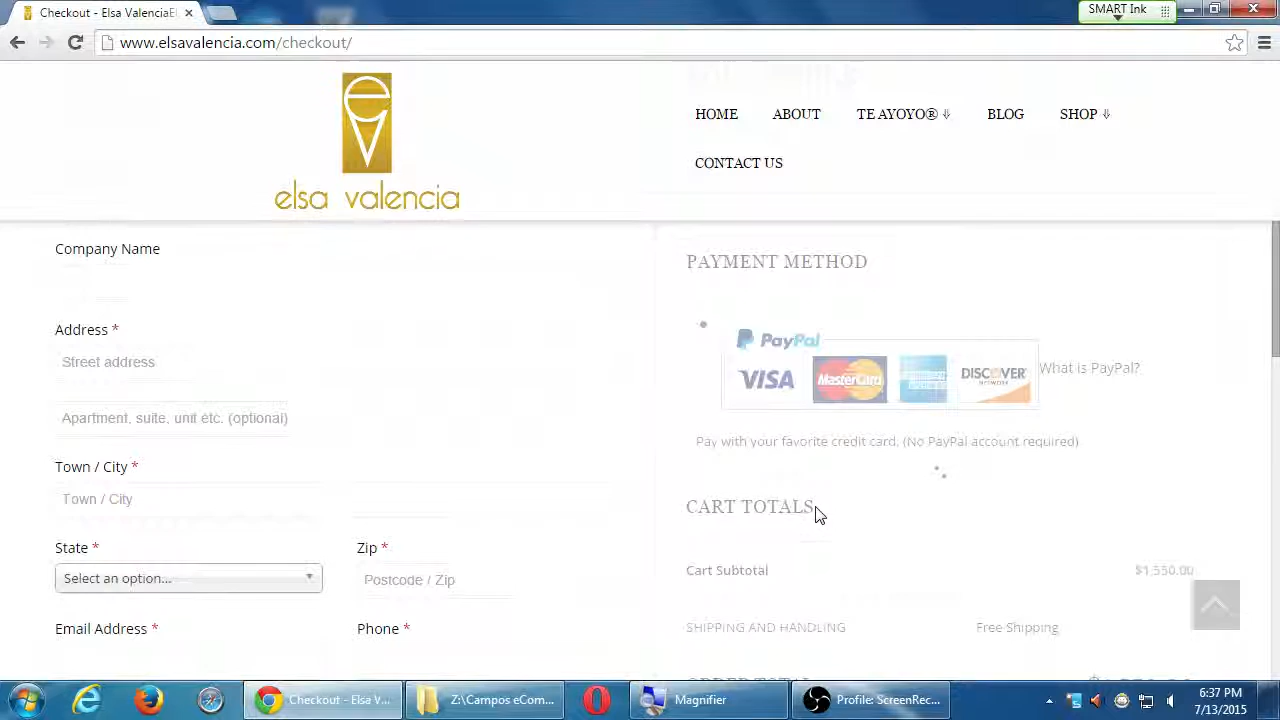 Checkout - Elsa ValenciaEl
SMART Ink
www.elsavalencia.com/checkout/
elsa valencia
HOME ABOUT TE AYOYO® ⇓ BLOG SHOP ⇓
CONTACT US
Company Name
Address *
Street address
Apartment, suite, unit etc. (optional)
Town / City *
Town / City
State * Zip *
Select an option... Postcode / Zip
Email Address * Phone *
PAYMENT METHOD
PayPal
VISA MasterCard DISCOVER
NETWORK
What is PayPal?
Pay with your favorite credit card. (No PayPal account required)
CART TOTALS
Cart Subtotal $1,550.00
SHIPPING AND HANDLING Free Shipping
ORDER TOTAL
Checkout - Elsa V... Z:\Campos eCom... Magnifier Profile: ScreenRec...
6:37 PM
7/13/2015